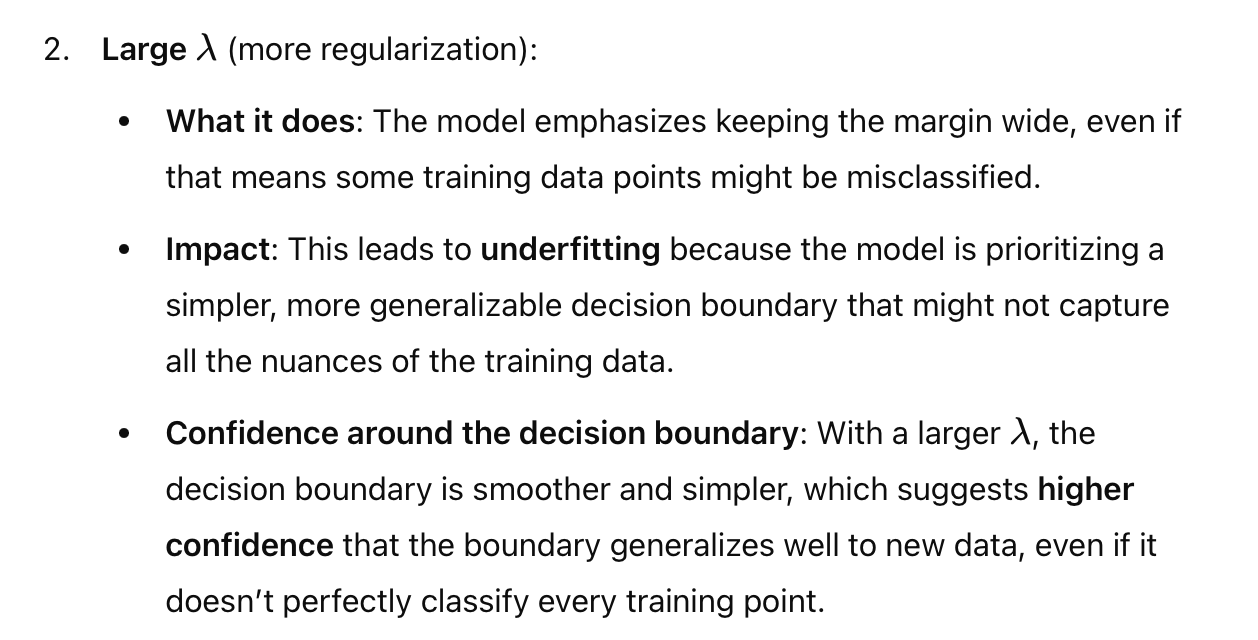 2. Large λ (more regularization):
• What it does: The model emphasizes keeping the margin wide, even if
that means some training data points might be misclassified.
• Impact: This leads to underfitting because the model is prioritizing a
simpler, more generalizable decision boundary that might not capture
all the nuances of the training data.
• Confidence around the decision boundary: With a larger λ, the
decision boundary is smoother and simpler, which suggests higher
confidence that the boundary generalizes well to new data, even if it
doesn’t perfectly classify every training point.